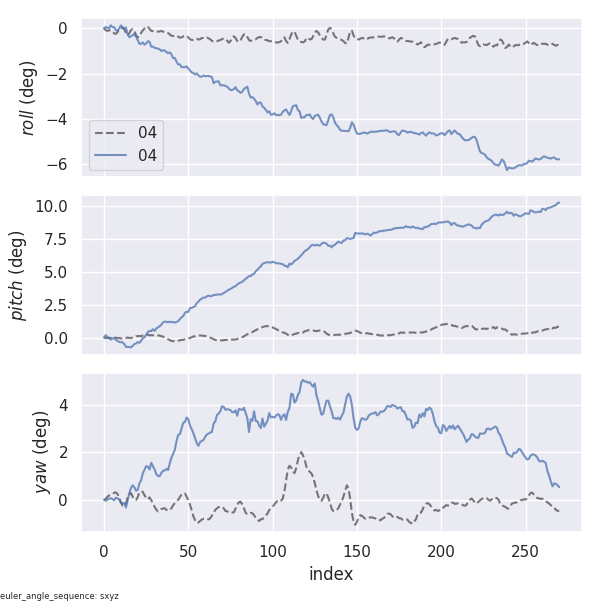 0
−2
−4
−6
roll (deg)
04
04
10.0
7.5
5.0
2.5
0.0
pitch (deg)
4
2
0
yaw (deg)
0 50 100 150 200 250
index
euler_angle_sequence: sxyz